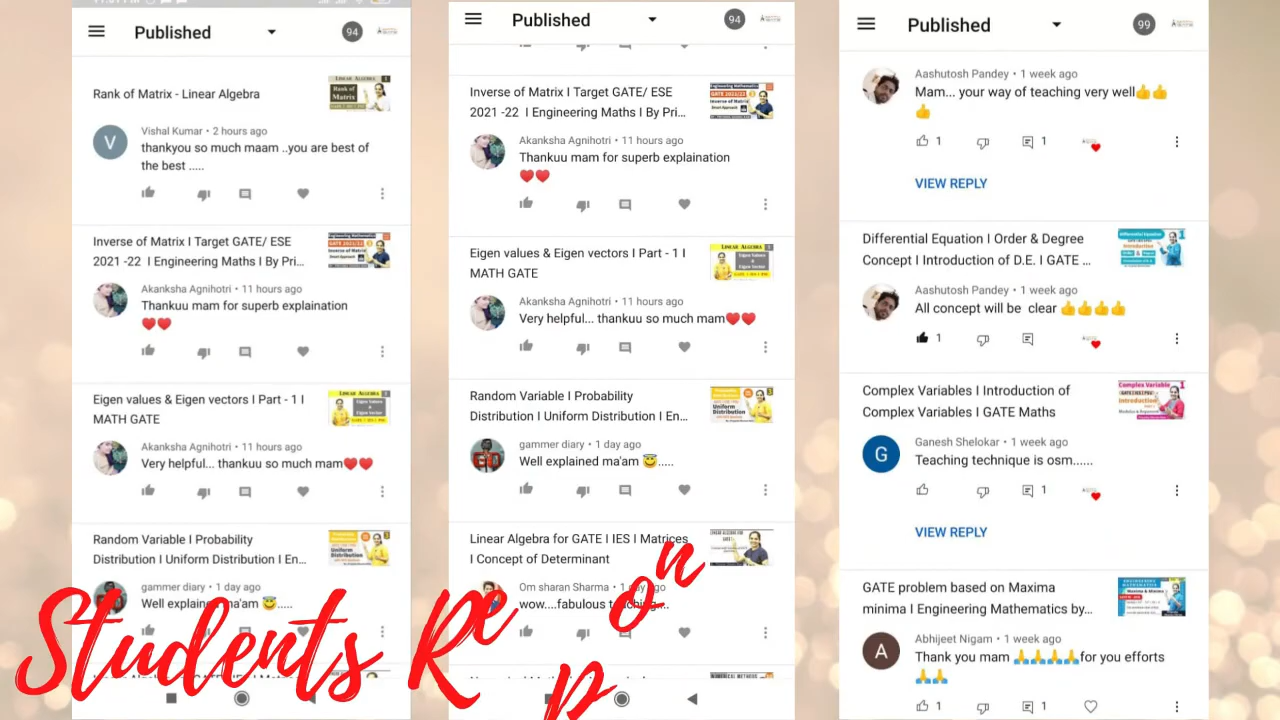 Published
94
Rank of Matrix - Linear Algebra
LINEAR ALGEBRA
Rank of
Matrix
V
Vishal Kumar • 2 hours ago
thankyou so much maam ..you are best of
the best .....
Inverse of Matrix I Target GATE/ ESE
2021 -22 I Engineering Maths I By Pri...
Akanksha Agnihotri • 11 hours ago
Thankuu mam for superb explaination
♥️♥️
Eigen values & Eigen vectors I Part - 1 I
MATH GATE
Akanksha Agnihotri • 11 hours ago
Very helpful... thankuu so much mam♥️♥️
Random Variable I Probability
Distribution I Uniform Distribution I En...
gammer diary • 1 day ago
Well explained ma'am 😇.....
Published
94
Inverse of Matrix I Target GATE/ ESE
2021 -22 I Engineering Maths I By Pri...
Akanksha Agnihotri • 11 hours ago
Thankuu mam for superb explaination
♥️♥️
Eigen values & Eigen vectors I Part - 1 I
MATH GATE
Akanksha Agnihotri • 11 hours ago
Very helpful... thankuu so much mam♥️♥️
Random Variable I Probability
Distribution I Uniform Distribution I En...
gammer diary • 1 day ago
Well explained ma'am 😇.....
Linear Algebra for GATE I IES I Matrices
I Concept of Determinant
Om sharan Sharma • 1 day ago
wow....fabulous teaching...
Published
99
Aashutosh Pandey • 1 week ago
Mam... your way of teaching very well👍👍
👍
1
1
VIEW REPLY
Differential Equation I Order & Degree
Concept I Introduction of D.E. I GATE ...
Aashutosh Pandey • 1 week ago
All concept will be clear 👍👍👍👍
1
Complex Variables I Introduction of
Complex Variables I GATE Maths
Complex Variable 1
Introduction
G
Ganesh Shelokar • 1 week ago
Teaching technique is osm......
1
VIEW REPLY
GATE problem based on Maxima
minima I Engineering Mathematics by...
A
Abhijeet Nigam • 1 week ago
Thank you mam 🙏🙏🙏🙏for you efforts
🙏🙏
1
1
Students Re p on